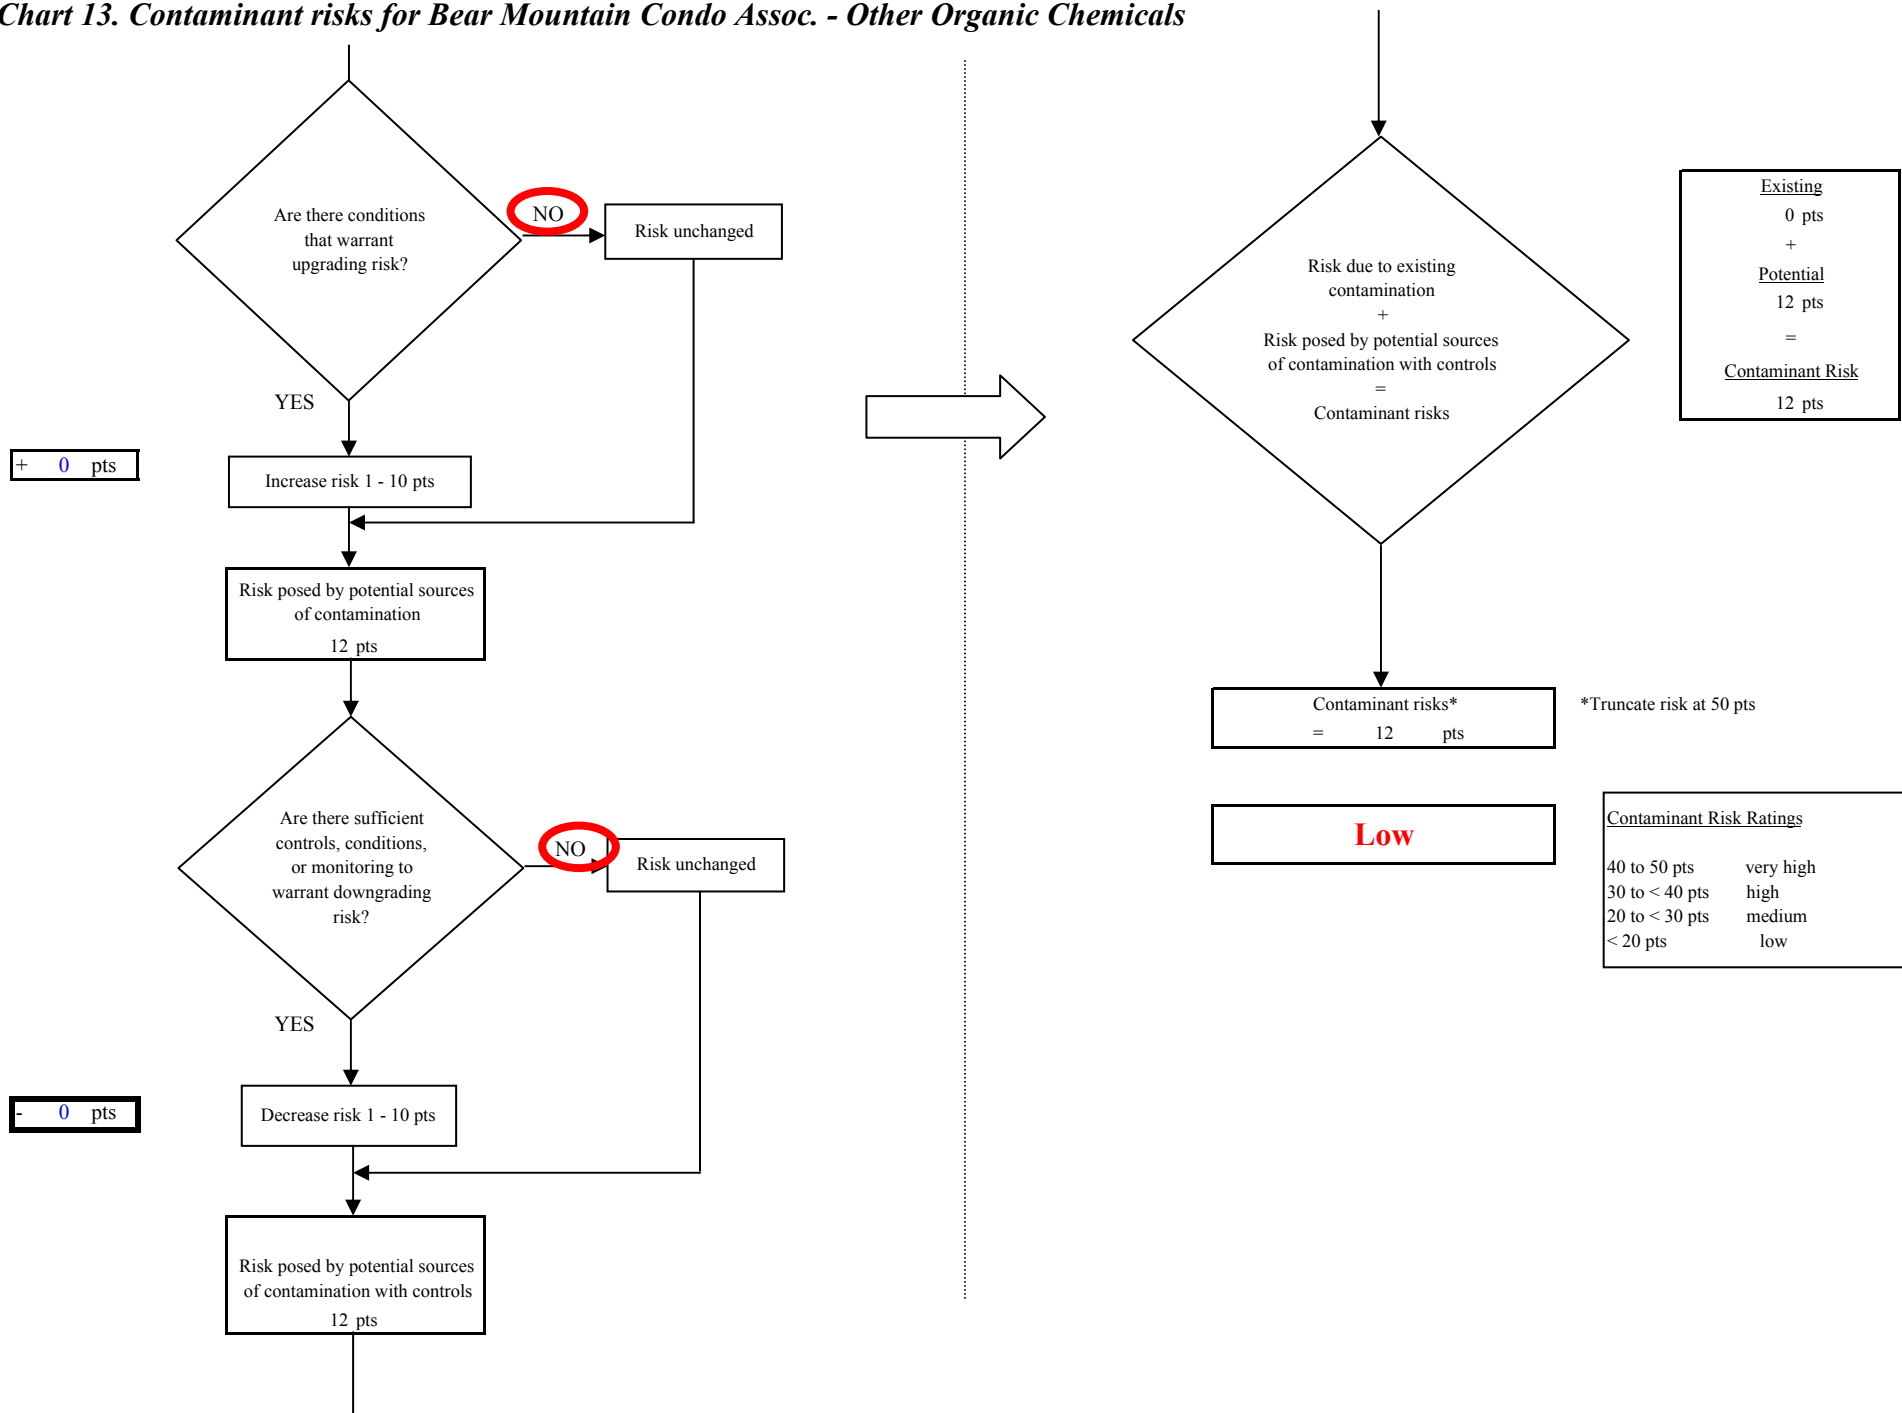 Chart 13. Contaminant risks for Bear Mountain Condo Assoc. - Other Organic Chemicals
Are there conditions
that warrant
upgrading risk?
NO
Risk unchanged
YES
+ 0 pts
Increase risk 1 - 10 pts
Risk posed by potential sources
of contamination
12 pts
Are there sufficient
controls, conditions,
or monitoring to
warrant downgrading
risk?
NO
Risk unchanged
YES
- 0 pts
Decrease risk 1 - 10 pts
Risk posed by potential sources
of contamination with controls
12 pts
Risk due to existing
contamination
+
Risk posed by potential sources
of contamination with controls
=
Contaminant risks
Existing
0 pts
+
Potential
12 pts
=
Contaminant Risk
12 pts
Contaminant risks*
= 12 pts
*Truncate risk at 50 pts
Low
Contaminant Risk Ratings
40 to 50 pts very high
30 to < 40 pts high
20 to < 30 pts medium
< 20 pts low